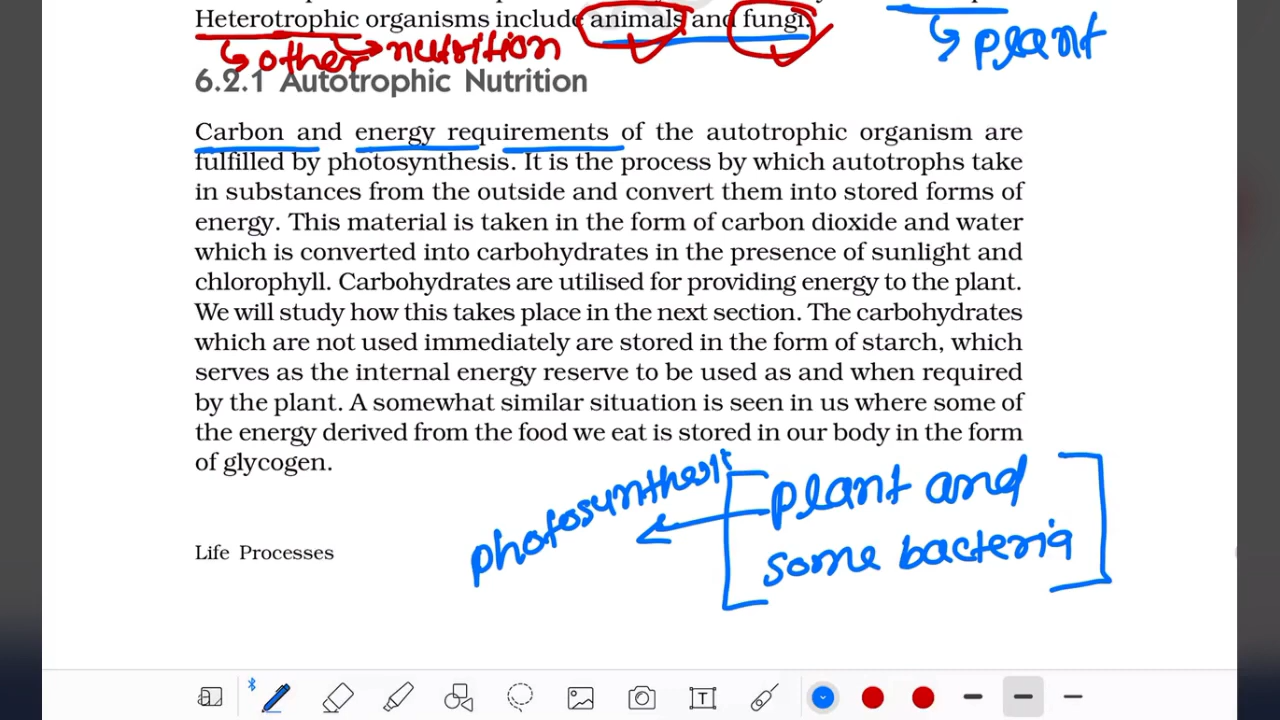 Heterotrophic organisms include animals and fungi.
other nutrition
plant
6.2.1 Autotrophic Nutrition
Carbon and energy requirements of the autotrophic organism are
fulfilled by photosynthesis. It is the process by which autotrophs take
in substances from the outside and convert them into stored forms of
energy. This material is taken in the form of carbon dioxide and water
which is converted into carbohydrates in the presence of sunlight and
chlorophyll. Carbohydrates are utilised for providing energy to the plant.
We will study how this takes place in the next section. The carbohydrates
which are not used immediately are stored in the form of starch, which
serves as the internal energy reserve to be used as and when required
by the plant. A somewhat similar situation is seen in us where some of
the energy derived from the food we eat is stored in our body in the form
of glycogen.
photosynthesis
plant and
some bacteria
Life Processes
T